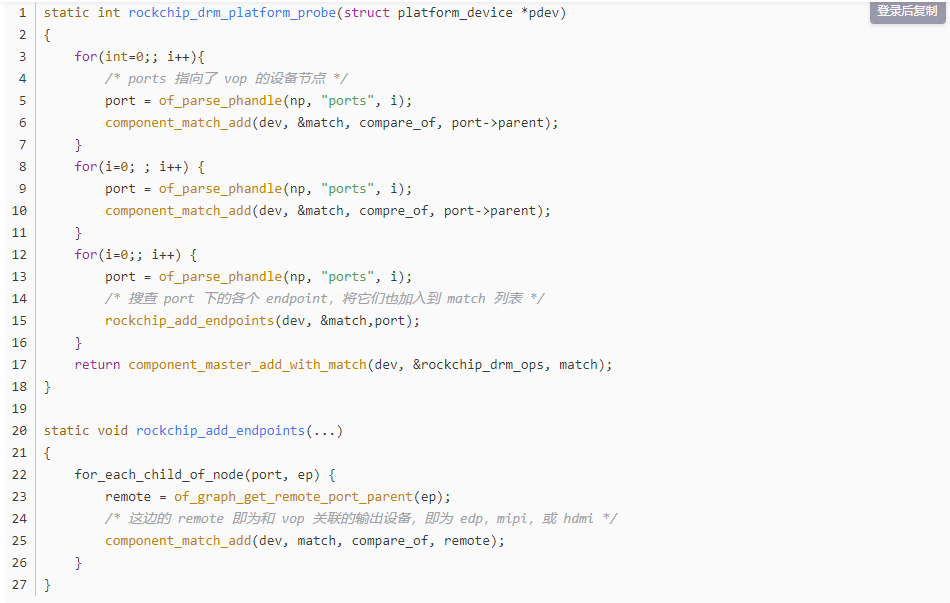 登录后复制
1 static int rockchip_drm_platform_probe(struct platform_device *pdev)
2 {
3     for(int=0;; i++){
4         /* ports 指向了 vop 的设备节点 */
5         port = of_parse_phandle(np, "ports", i);
6         component_match_add(dev, &match, compare_of, port->parent);
7     }
8     for(i=0; ; i++) {
9         port = of_parse_phandle(np, "ports", i);
10         component_match_add(dev, &match, compre_of, port->parent);
11     }
12     for(i=0;; i++) {
13         port = of_parse_phandle(np, "ports", i);
14         /* 搜查 port 下的各个 endpoint, 将它们也加入到 match 列表 */
15         rockchip_add_endpoints(dev, &match,port);
16     }
17     return component_master_add_with_match(dev, &rockchip_drm_ops, match);
18 }
19
20 static void rockchip_add_endpoints(...)
21 {
22     for_each_child_of_node(port, ep) {
23         remote = of_graph_get_remote_port_parent(ep);
24         /* 这边的 remote 即为和 vop 关联的输出设备, 即为 edp, mipi, 或 hdmi */
25         component_match_add(dev, match, compare_of, remote);
26     }
27 }